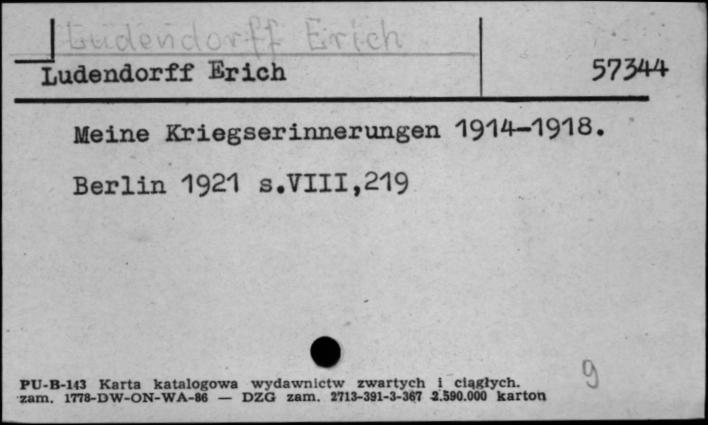 Ludendorff Erich
Ludendorff Erich 57344
Meine Kriegserinnerungen 1914-1918.
Berlin 1921 s.VIII,219
9
PU-B-143 Karta katalogowa wydawnictw zwartych i ciągłych.
zam. 1778-DW-ON-WA-86 — DZG zam. 2713-391-3-367 2.590.000 karton